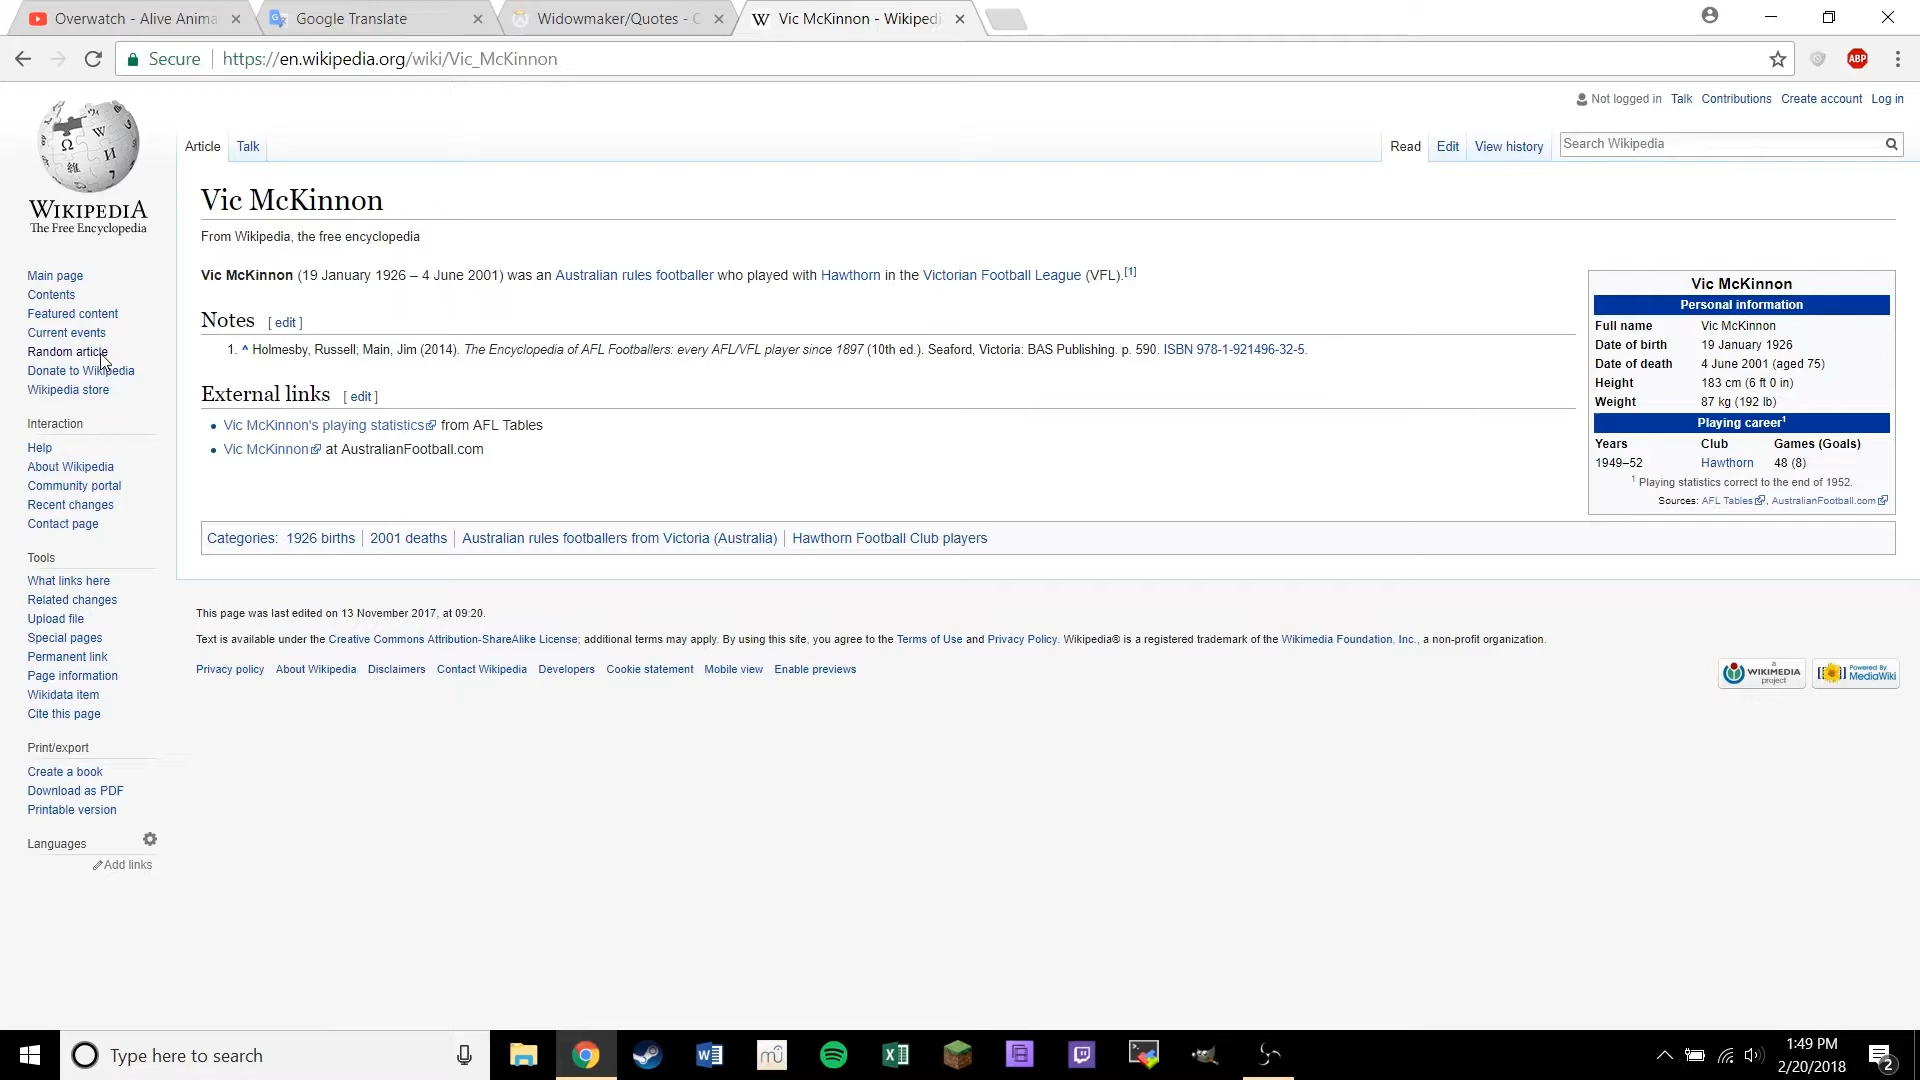 Overwatch - Alive Anima
Google Translate
Widowmaker/Quotes - O
Vic McKinnon - Wikipedi
Secure
https://en.wikipedia.org/wiki/Vic_McKinnon
ABP
Not logged in Talk Contributions Create account Log in
Article Talk
Read Edit View history
Search Wikipedia
WIKIPEDIA
The Free Encyclopedia
Main page
Contents
Featured content
Current events
Random article
Donate to Wikipedia
Wikipedia store
Interaction
Help
About Wikipedia
Community portal
Recent changes
Contact page
Tools
What links here
Related changes
Upload file
Special pages
Permanent link
Page information
Wikidata item
Cite this page
Print/export
Create a book
Download as PDF
Printable version
Languages
Add links
Vic McKinnon
From Wikipedia, the free encyclopedia
Vic McKinnon (19 January 1926 – 4 June 2001) was an Australian rules footballer who played with Hawthorn in the Victorian Football League (VFL).[1]
Notes [ edit ]
1. ^ Holmesby, Russell; Main, Jim (2014). The Encyclopedia of AFL Footballers: every AFL/VFL player since 1897 (10th ed.). Seaford, Victoria: BAS Publishing. p. 590. ISBN 978-1-921496-32-5.
External links [ edit ]
• Vic McKinnon's playing statistics from AFL Tables
• Vic McKinnon at AustralianFootball.com
Vic McKinnon
Personal information
Full name Vic McKinnon
Date of birth 19 January 1926
Date of death 4 June 2001 (aged 75)
Height 183 cm (6 ft 0 in)
Weight 87 kg (192 lb)
Playing career1
Years Club Games (Goals)
1949–52 Hawthorn 48 (8)
1 Playing statistics correct to the end of 1952.
Sources: AFL Tables, AustralianFootball.com
Categories: 1926 births | 2001 deaths | Australian rules footballers from Victoria (Australia) | Hawthorn Football Club players
This page was last edited on 13 November 2017, at 09:20.
Text is available under the Creative Commons Attribution-ShareAlike License; additional terms may apply. By using this site, you agree to the Terms of Use and Privacy Policy. Wikipedia® is a registered trademark of the Wikimedia Foundation, Inc., a non-profit organization.
Privacy policy About Wikipedia Disclaimers Contact Wikipedia Developers Cookie statement Mobile view Enable previews
a WIKIMEDIA project
Powered By MediaWiki
Type here to search
1:49 PM
2/20/2018
2